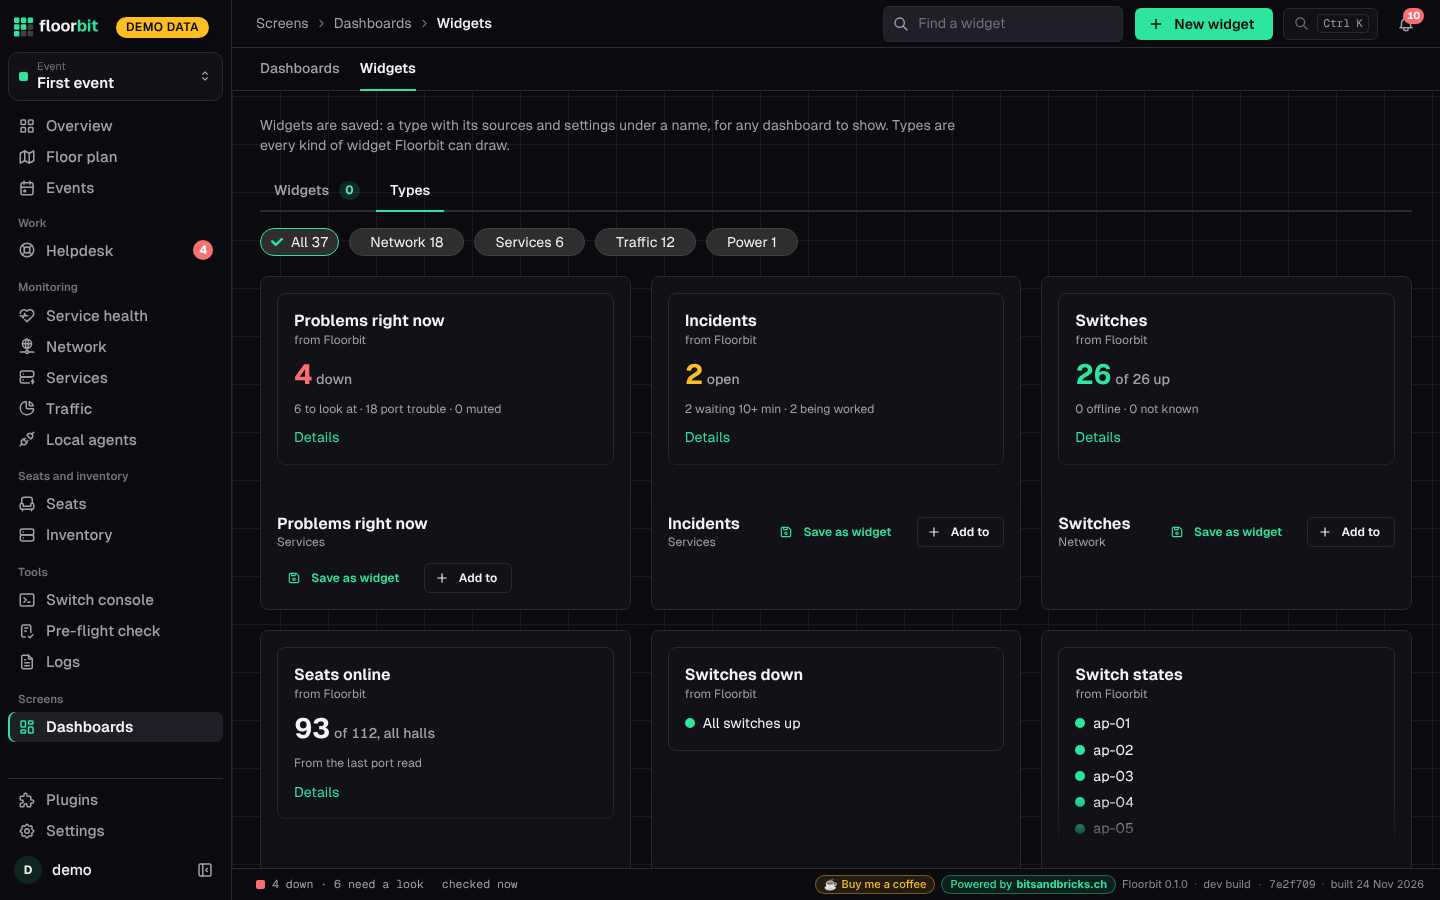 floorbit
DEMO DATA
Event
First event
Overview
Floor plan
Events
Work
Helpdesk
4
Monitoring
Service health
Network
Services
Traffic
Local agents
Seats and inventory
Seats
Inventory
Tools
Switch console
Pre-flight check
Logs
Screens
Dashboards
Plugins
Settings
D
demo
Screens
Dashboards
Widgets
Find a widget
New widget
Ctrl K
10
Dashboards
Widgets
Widgets are saved: a type with its sources and settings under a name, for any dashboard to show. Types are
every kind of widget Floorbit can draw.
Widgets 0
Types
All 37
Network 18
Services 6
Traffic 12
Power 1
Problems right now
from Floorbit
4 down
6 to look at · 18 port trouble · 0 muted
Details
Problems right now
Services
Save as widget
Add to
Incidents
from Floorbit
2 open
2 waiting 10+ min · 2 being worked
Details
Incidents
Services
Save as widget
Add to
Switches
from Floorbit
26 of 26 up
0 offline · 0 not known
Details
Switches
Network
Save as widget
Add to
Seats online
from Floorbit
93 of 112, all halls
From the last port read
Details
Switches down
from Floorbit
All switches up
Switch states
from Floorbit
ap-01
ap-02
ap-03
ap-04
ap-05
4 down · 6 need a look
checked now
Buy me a coffee
Powered by bitsandbricks.ch
Floorbit 0.1.0 · dev build · 7e2f709 · built 24 Nov 2026